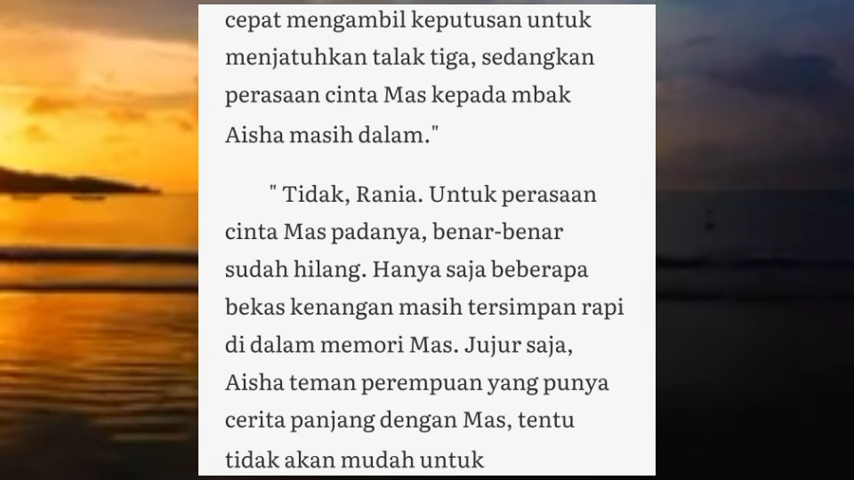 cepat mengambil keputusan untuk
menjatuhkan talak tiga, sedangkan
perasaan cinta Mas kepada mbak
Aisha masih dalam."
" Tidak, Rania. Untuk perasaan
cinta Mas padanya, benar-benar
sudah hilang. Hanya saja beberapa
bekas kenangan masih tersimpan rapi
di dalam memori Mas. Jujur saja,
Aisha teman perempuan yang punya
cerita panjang dengan Mas, tentu
tidak akan mudah untuk